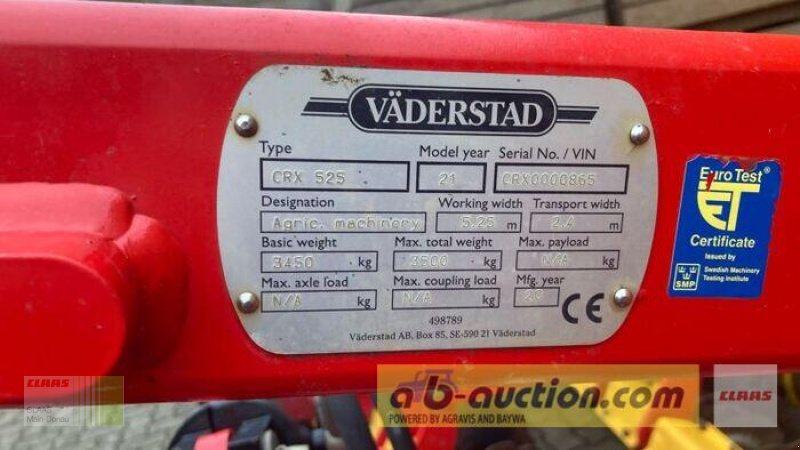 VÄDERSTAD
Type Model year Serial No. / VIN
CRX 525 21 CRX0000865
Designation Working width Transport width
Agric. machinery 5.25 m 2.4 m
Basic weight Max. total weight Max. payload
3450 kg 3500 kg N/A kg
Max. axle load Max. coupling load Mfg. year
N/A kg N/A kg 20 CE
498789
Väderstad AB, Box 85, SE-590 21 Väderstad
Euro Test
ET
Certificate
Issued by
SMP Swedish Machinery
Testing Institute
CLAAS
CLAAS
Main-Donau
ab-auction.com
POWERED BY AGRAVIS AND BAYWA
CLAAS